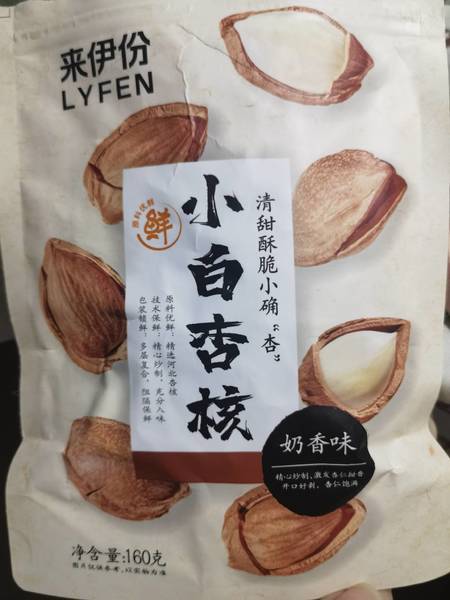 来伊份
LYFEN
原料优鲜
鲜
小白杏核
清甜酥脆小确“杏”
原料优鲜：精选河北杏核
技术保鲜：精心炒制，充分入味
包装锁鲜：多层复合，阻隔保鲜
奶香味
精心炒制，激发杏仁甜香
开口好剥，杏仁饱满
净含量:160克
图片仅供参考，以实物为准